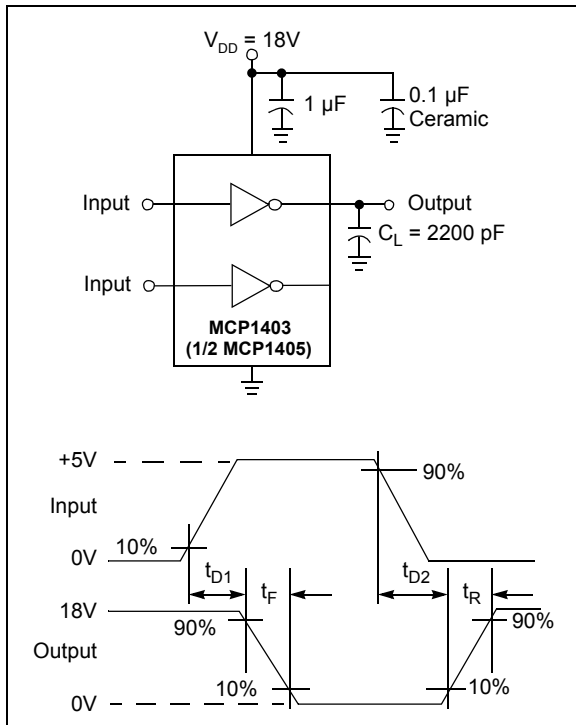 V_DD = 18V
1 µF
0.1 µF
Ceramic
Input
Output
C_L = 2200 pF
Input
MCP1403
(1/2 MCP1405)
+5V
90%
Input
10%
0V
t_D1
t_F
t_D2
t_R
18V
90%
90%
Output
10%
10%
0V